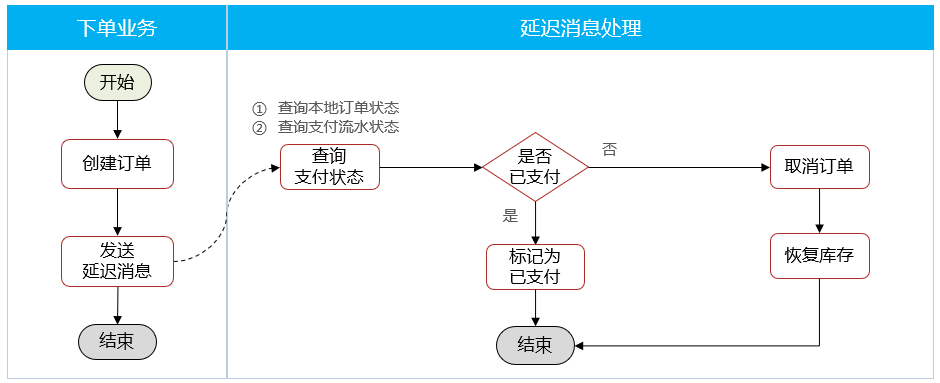 下单业务
延迟消息处理
开始
创建订单
发送
延迟消息
结束
① 查询本地订单状态
② 查询支付流水状态
查询
支付状态
是否
已支付
否
是
取消订单
恢复库存
标记为
已支付
结束